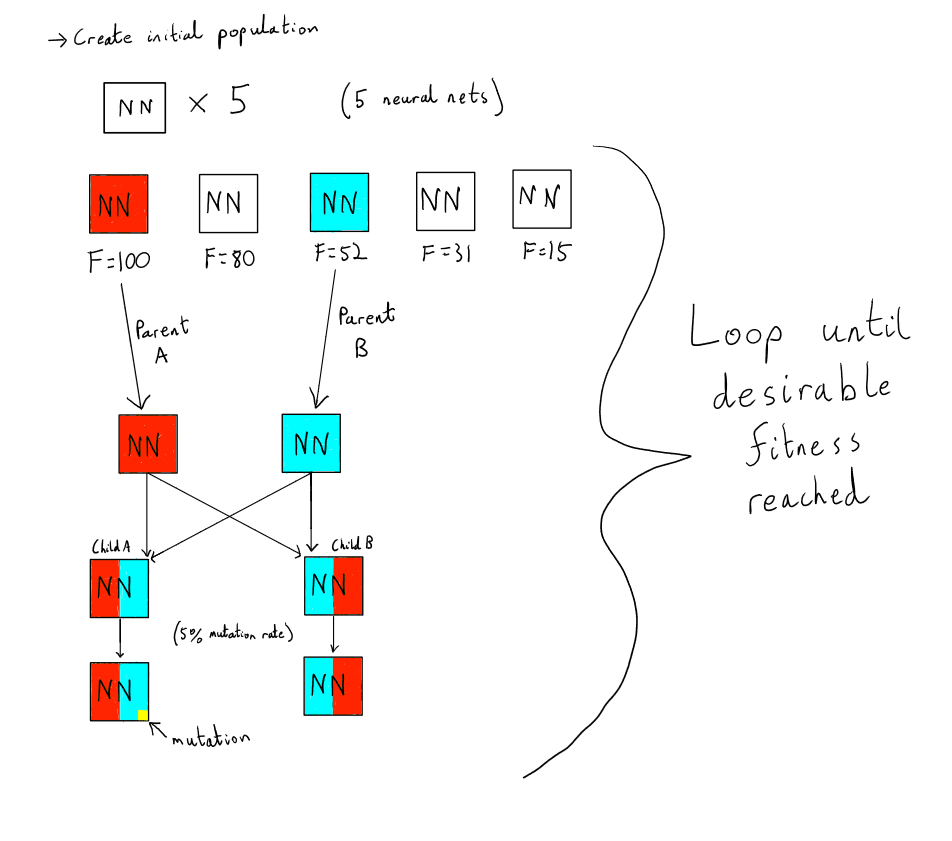 → Create initial population
NN × 5 (5 neural nets)
NN NN NN NN NN
F=100 F=80 F=52 F=31 F=15
Parent
A
Parent
B
Loop until
desirable
fitness
reached
NN NN
Child A Child B
NN NN
(5% mutation rate)
NN NN
mutation